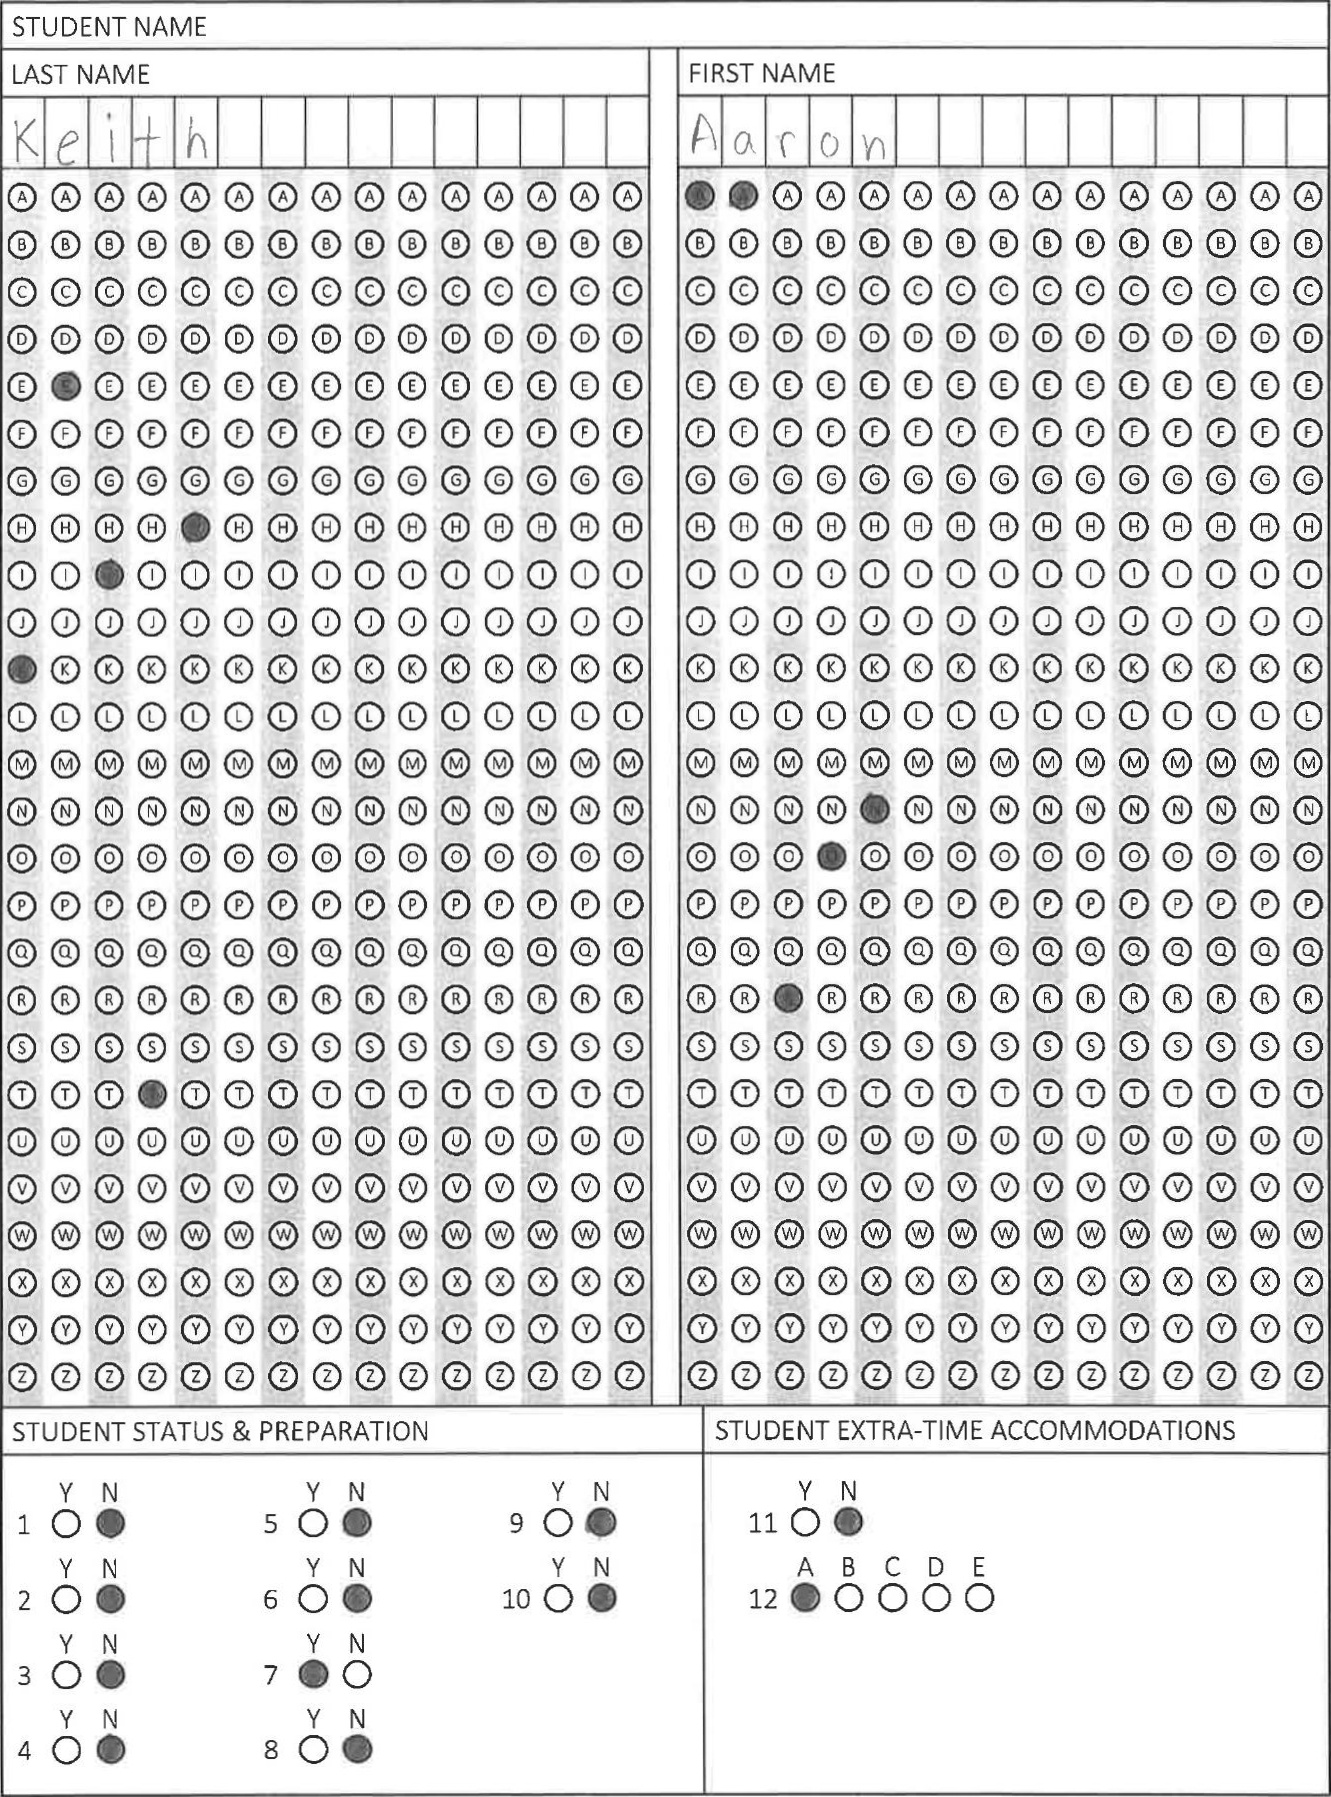 STUDENT NAME
LAST NAME
Keith
A A A A A A A A A A A A A A A
B B B B B B B B B B B B B B B
C C C C C C C C C C C C C C C
D D D D D D D D D D D D D D D
E E E E E E E E E E E E E E E
F F F F F F F F F F F F F F F
G G G G G G G G G G G G G G G
H H H H H H H H H H H H H H
I I I I I I I I I I I I I I
J J J J J J J J J J J J J J J
K K K K K K K K K K K K K K
L L L L L L L L L L L L L L L
M M M M M M M M M M M M M M M
N N N N N N N N N N N N N N N
O O O O O O O O O O O O O O O
P P P P P P P P P P P P P P P
Q Q Q Q Q Q Q Q Q Q Q Q Q Q Q
R R R R R R R R R R R R R R R
S S S S S S S S S S S S S S S
T T T T T T T T T T T T T T
U U U U U U U U U U U U U U U
V V V V V V V V V V V V V V V
W W W W W W W W W W W W W W W
X X X X X X X X X X X X X X X
Y Y Y Y Y Y Y Y Y Y Y Y Y Y Y
Z Z Z Z Z Z Z Z Z Z Z Z Z Z Z
FIRST NAME
Aaron
A A A A A A A A A A A A A A A
B B B B B B B B B B B B B B B
C C C C C C C C C C C C C C C
D D D D D D D D D D D D D D D
E E E E E E E E E E E E E E E
F F F F F F F F F F F F F F F
G G G G G G G G G G G G G G G
H H H H H H H H H H H H H H H
I I I I I I I I I I I I I I I
J J J J J J J J J J J J J J J
K K K K K K K K K K K K K K K
L L L L L L L L L L L L L L L
M M M M M M M M M M M M M M M
N N N N N N N N N N N N N N N
O O O O O O O O O O O O O O O
P P P P P P P P P P P P P P P
Q Q Q Q Q Q Q Q Q Q Q Q Q Q Q
R R R R R R R R R R R R R R
S S S S S S S S S S S S S S S
T T T T T T T T T T T T T T T
U U U U U U U U U U U U U U U
V V V V V V V V V V V V V V V
W W W W W W W W W W W W W W W
X X X X X X X X X X X X X X X
Y Y Y Y Y Y Y Y Y Y Y Y Y Y Y
Z Z Z Z Z Z Z Z Z Z Z Z Z Z Z
STUDENT STATUS & PREPARATION
Y N
1
Y N
2
Y N
3
Y N
4
Y N
5
Y N
6
Y N
7
Y N
8
Y N
9
Y N
10
STUDENT EXTRA-TIME ACCOMMODATIONS
Y N
11
A B C D E
12